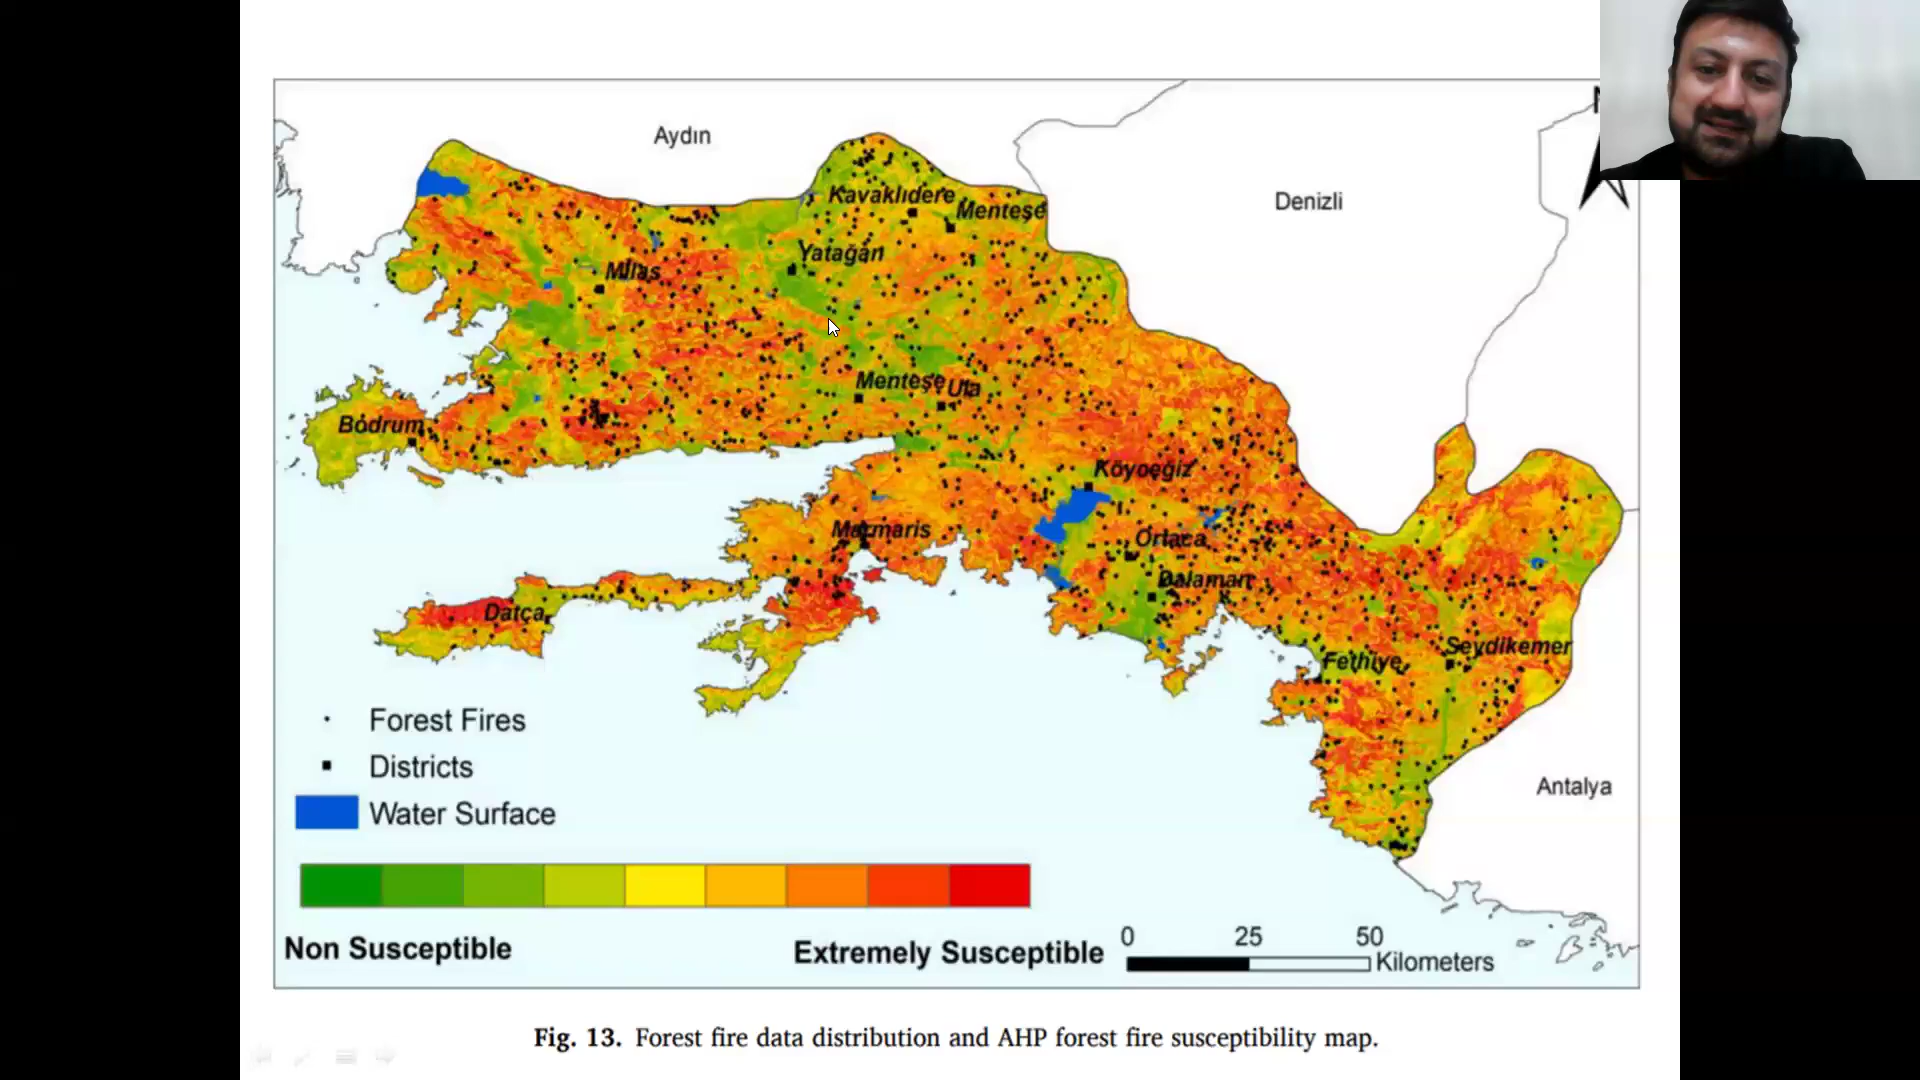 N
Aydın
Denizli
Kavaklıdere
Menteşe
Yatağan
Milas
Menteşe
Ula
Bodrum
Köyceğiz
Marmaris
Ortaca
Dalaman
Datça
Seydikemer
Fethiye
Forest Fires
Districts
Water Surface
Antalya
Non Susceptible
Extremely Susceptible
0 25 50
Kilometers
Fig. 13. Forest fire data distribution and AHP forest fire susceptibility map.